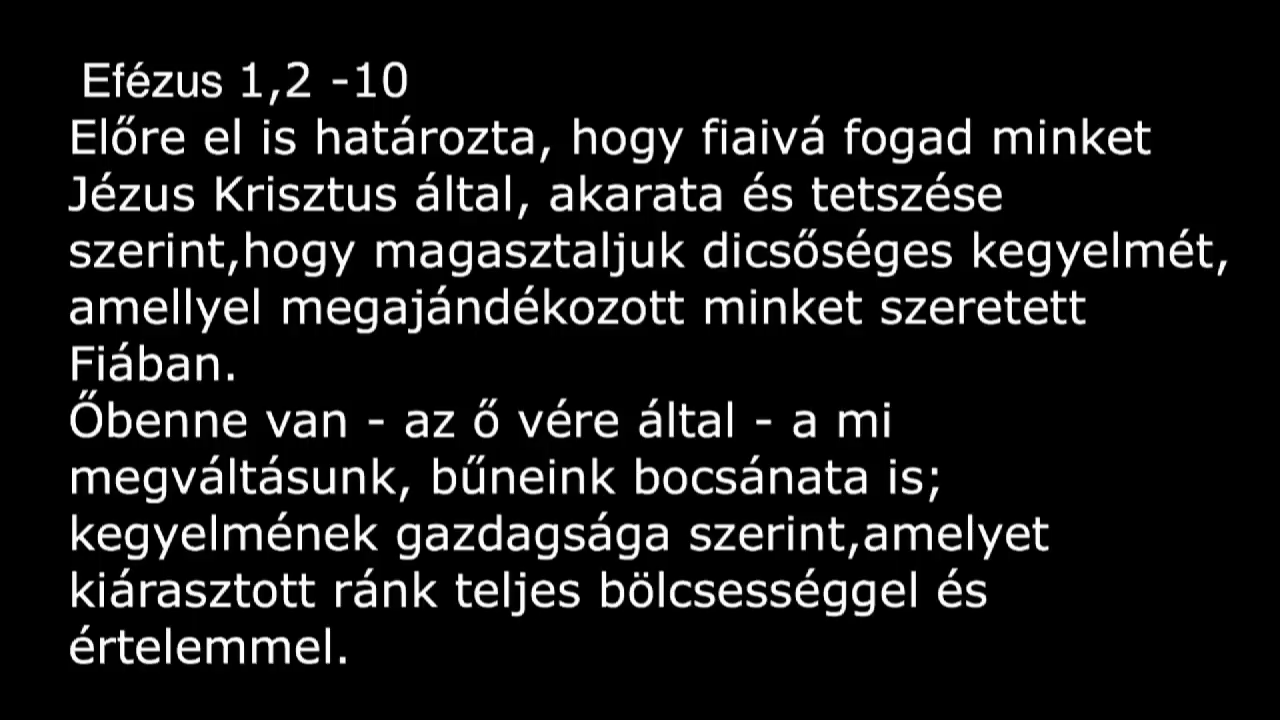 Efézus 1,2 -10
Előre el is határozta, hogy fiaivá fogad minket
Jézus Krisztus által, akarata és tetszése
szerint,hogy magasztaljuk dicsőséges kegyelmét,
amellyel megajándékozott minket szeretett
Fiában.
Őbenne van - az ő vére által - a mi
megváltásunk, bűneink bocsánata is;
kegyelmének gazdagsága szerint,amelyet
kiárasztott ránk teljes bölcsességgel és
értelemmel.